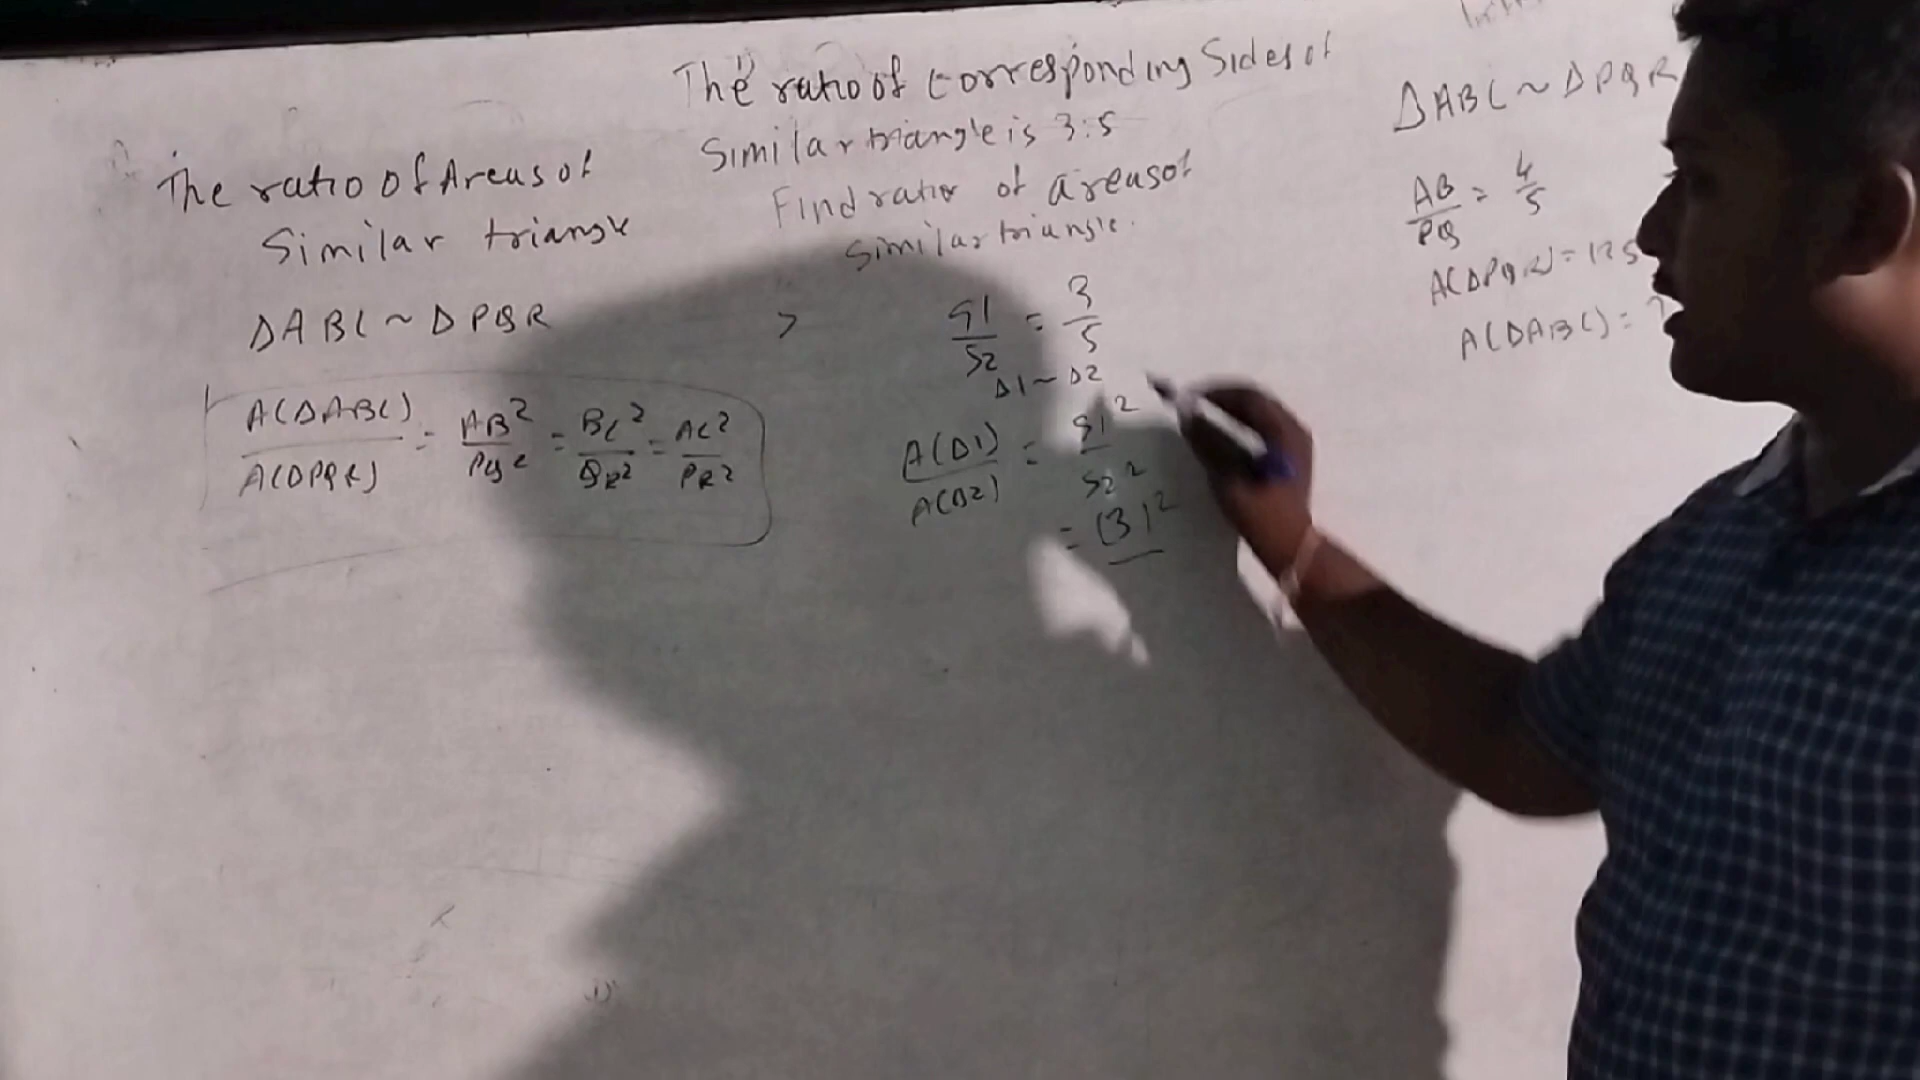 The ratio of Areas of
Similar triangle
ΔABC ~ ΔPQR
A(ΔABC) / A(ΔPQR) = AB² / PQ² = BC² / QR² = AC² / PR²
1)
The ratio of corresponding Sides of
Similar triangle is 3:5
Find ratio of areas of
similar triangle.
> S1 / S2 = 3 / 5
Δ1 ~ Δ2
A(Δ1) / A(Δ2) = S1² / S2²
= (3)²
ΔABC ~ ΔPQR
AB / PQ = 4 / 5
A(ΔPQR) = 125
A(ΔABC) = ?